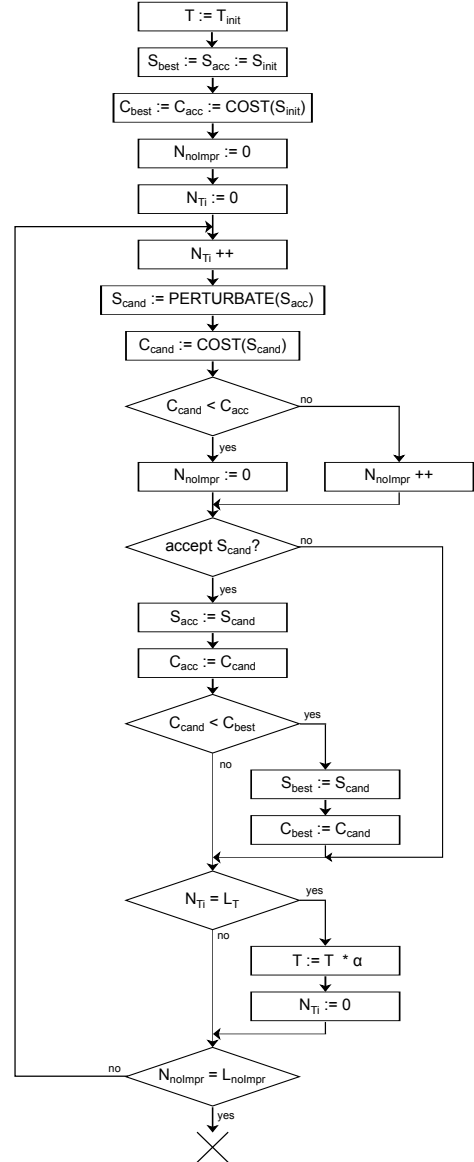 T := T_init
S_best := S_acc := S_init
C_best := C_acc := COST(S_init)
N_noImpr := 0
N_Ti := 0
N_Ti ++
S_cand := PERTURBATE(S_acc)
C_cand := COST(S_cand)
C_cand < C_acc
no
yes
N_noImpr := 0
N_noImpr ++
accept S_cand?
no
yes
S_acc := S_cand
C_acc := C_cand
C_cand < C_best
yes
no
S_best := S_cand
C_best := C_cand
N_Ti = L_T
yes
no
T := T * α
N_Ti := 0
N_noImpr = L_noImpr
no
yes